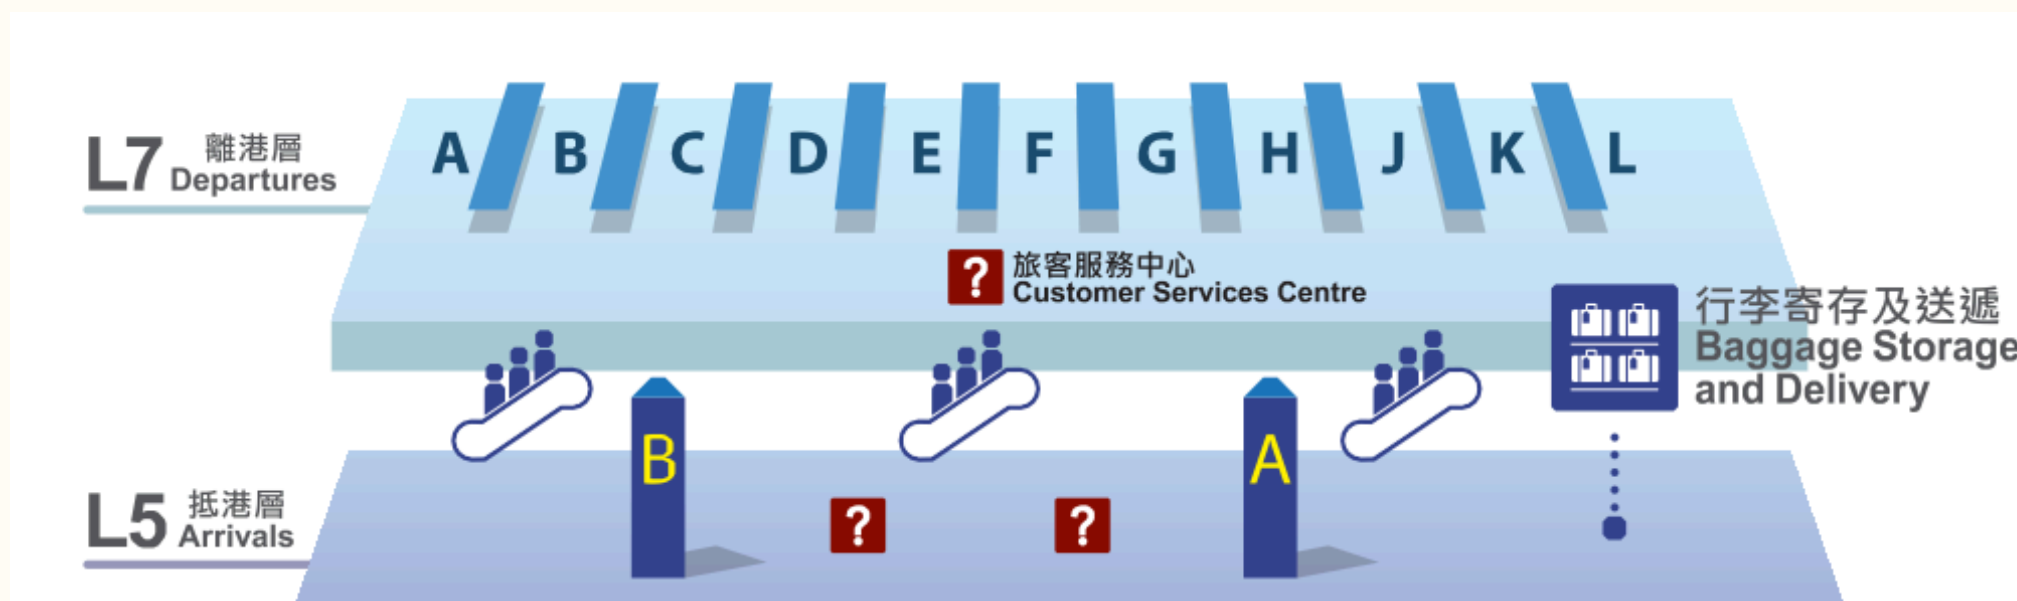 L7 離港層
Departures
A B C D E F G H J K L
? 旅客服務中心
Customer Services Centre
行李寄存及送遞
Baggage Storage
and Delivery
B
A
L5 抵港層
Arrivals
? ?